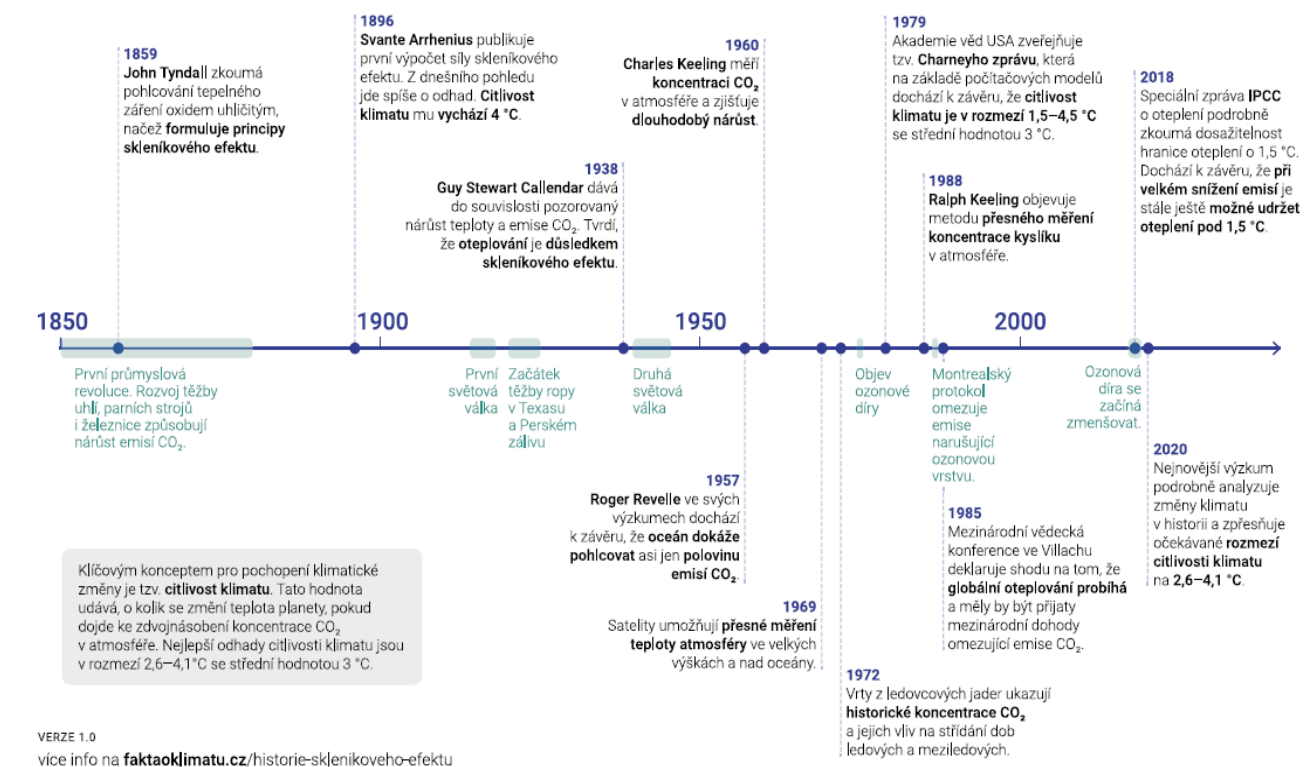 1859
John Tyndall zkoumá
pohlcování tepelného
záření oxidem uhličitým,
načež formuluje principy
skleníkového efektu.
1896
Svante Arrhenius publikuje
první výpočet síly skleníkového
efektu. Z dnešního pohledu
jde spíše o odhad. Citlivost
klimatu mu vychází 4 °C.
1938
Guy Stewart Callendar dává
do souvislosti pozorovaný
nárůst teploty a emise CO₂. Tvrdí,
že oteplování je důsledkem
skleníkového efektu.
1960
Charles Keeling měří
koncentraci CO₂
v atmosféře a zjišťuje
dlouhodobý nárůst.
1979
Akademie věd USA zveřejňuje
tzv. Charneyho zprávu, která
na základě počítačových modelů
dochází k závěru, že citlivost
klimatu je v rozmezí 1,5–4,5 °C
se střední hodnotou 3 °C.
1988
Ralph Keeling objevuje
metodu přesného měření
koncentrace kyslíku
v atmosféře.
2018
Speciální zpráva IPCC
o oteplení podrobně
zkoumá dosažitelnost
hranice oteplení o 1,5 °C.
Dochází k závěru, že při
velkém snížení emisí je
stále ještě možné udržet
oteplení pod 1,5 °C.
1850
1900
1950
2000
První průmyslová
revoluce. Rozvoj těžby
uhlí, parních strojů
i železnice způsobují
nárůst emisí CO₂.
První
světová
válka
Začátek
těžby ropy
v Texasu
a Perském
zálivu
Druhá
světová
válka
Objev
ozonové
díry
Montrealský
protokol
omezuje
emise
narušující
ozonovou
vrstvu.
Ozonová
díra se
začíná
zmenšovat.
1957
Roger Revelle ve svých
výzkumech dochází
k závěru, že oceán dokáže
pohlcovat asi jen polovinu
emisí CO₂.
1969
Satelity umožňují přesné měření
teploty atmosféry ve velkých
výškách a nad oceány.
1972
Vrty z ledovcových jader ukazují
historické koncentrace CO₂
a jejich vliv na střídání dob
ledových a meziledových.
1985
Mezinárodní vědecká
konference ve Villachu
deklaruje shodu na tom, že
globální oteplování probíhá
a měly by být přijaty
mezinárodní dohody
omezující emise CO₂.
2020
Nejnovější výzkum
podrobně analyzuje
změny klimatu
v historii a zpřesňuje
očekávané rozmezí
citlivosti klimatu
na 2,6–4,1 °C.
Klíčovým konceptem pro pochopení klimatické
změny je tzv. citlivost klimatu. Tato hodnota
udává, o kolik se změní teplota planety, pokud
dojde ke zdvojnásobení koncentrace CO₂
v atmosféře. Nejlepší odhady citlivosti klimatu jsou
v rozmezí 2,6–4,1°C se střední hodnotou 3 °C.
VERZE 1.0
více info na faktaoklimatu.cz/historie-sklenikoveho-efektu